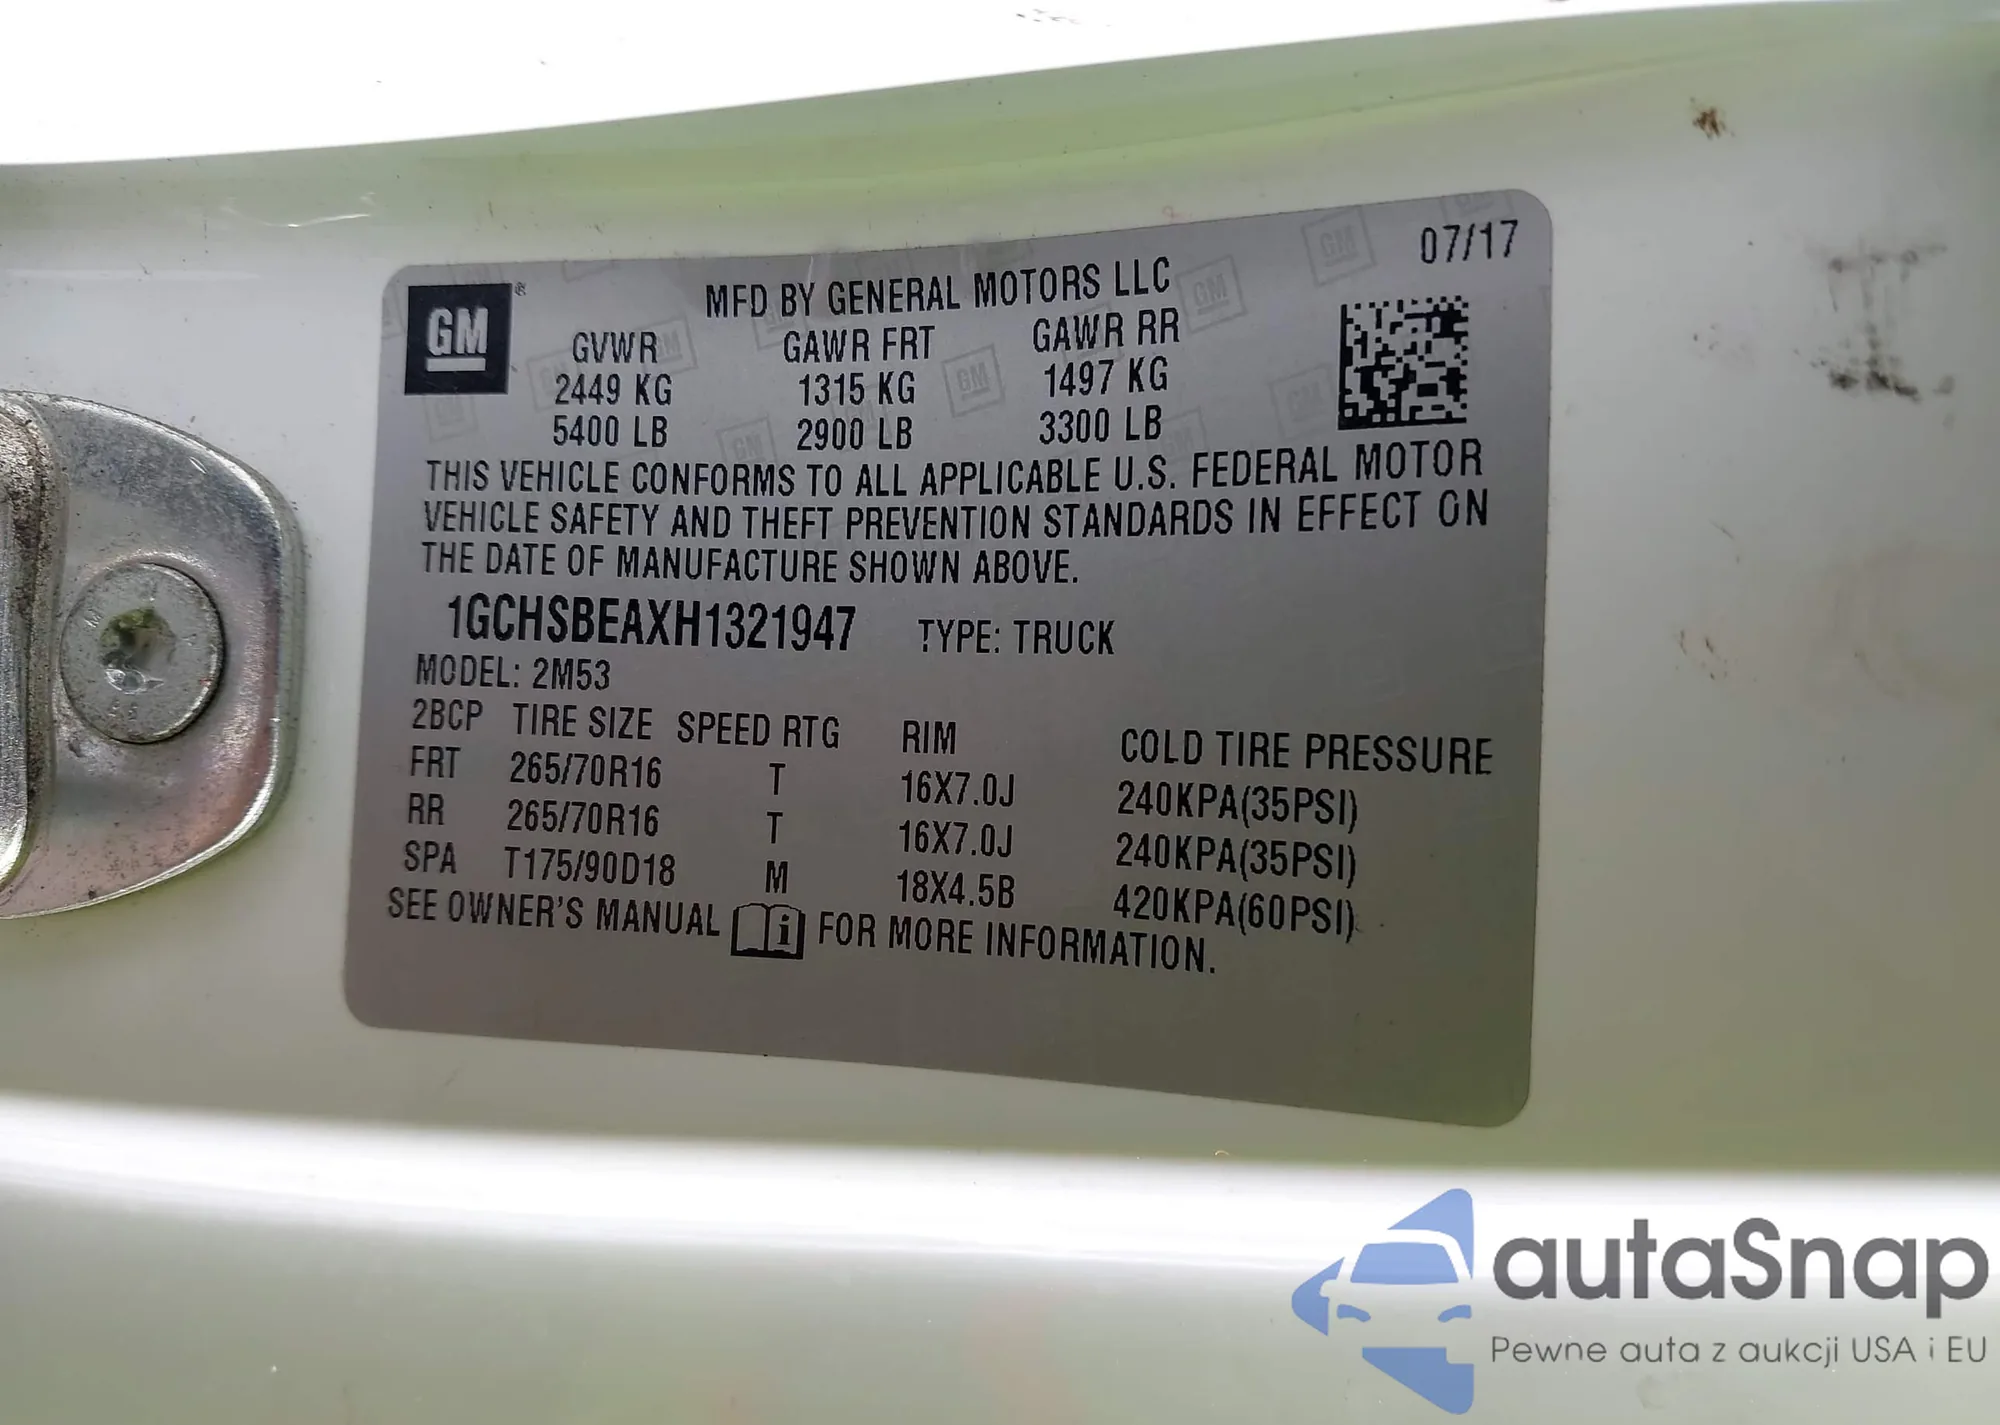 07/17
GM
MFD BY GENERAL MOTORS LLC
GVWR GAWR FRT GAWR RR
2449 KG 1315 KG 1497 KG
5400 LB 2900 LB 3300 LB
THIS VEHICLE CONFORMS TO ALL APPLICABLE U.S. FEDERAL MOTOR
VEHICLE SAFETY AND THEFT PREVENTION STANDARDS IN EFFECT ON
THE DATE OF MANUFACTURE SHOWN ABOVE.
1GCHSBEAXH1321947 TYPE: TRUCK
MODEL: 2M53
2BCP TIRE SIZE SPEED RTG RIM COLD TIRE PRESSURE
FRT 265/70R16 T 16X7.0J 240KPA(35PSI)
RR 265/70R16 T 16X7.0J 240KPA(35PSI)
SPA T175/90D18 M 18X4.5B 420KPA(60PSI)
SEE OWNER'S MANUAL FOR MORE INFORMATION.
autaSnap
Pewne auta z aukcji USA i EU